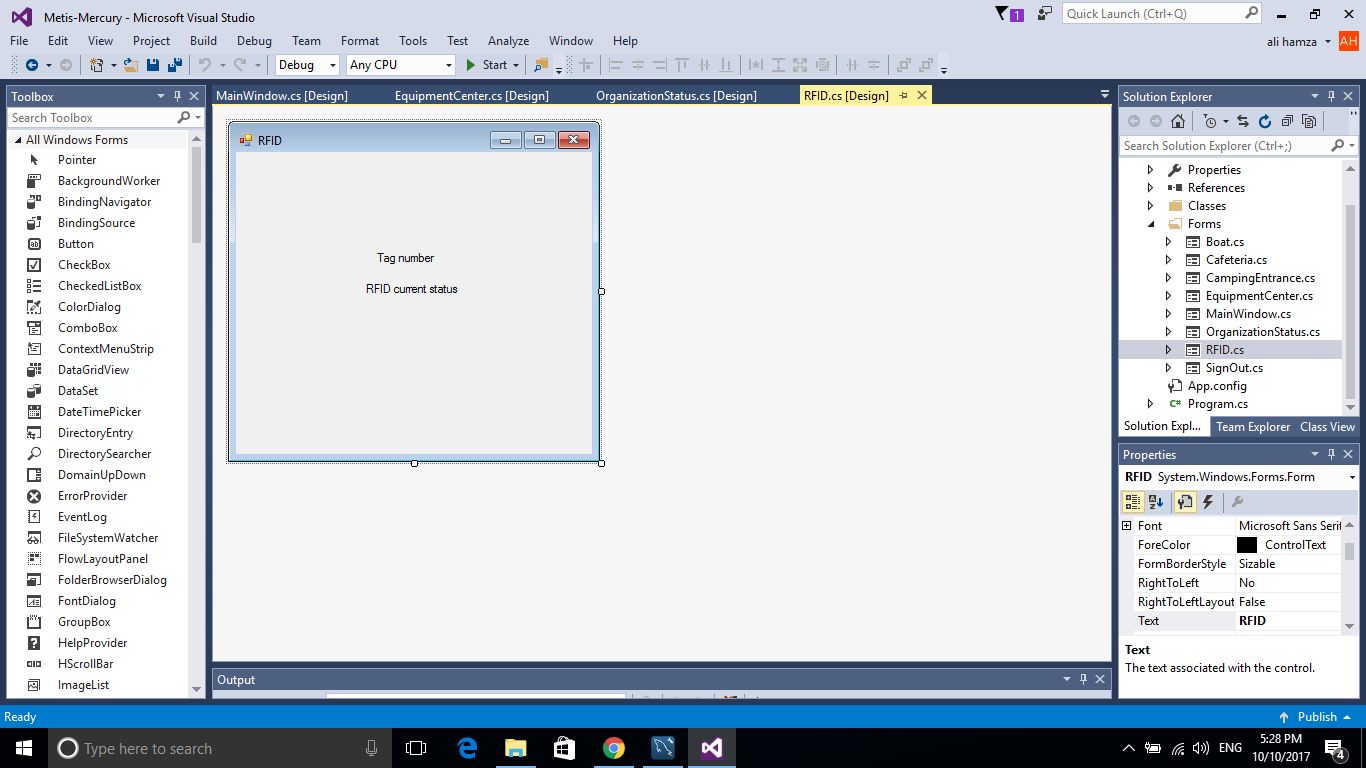 Metis-Mercury - Microsoft Visual Studio
1
Quick Launch (Ctrl+Q)
File Edit View Project Build Debug Team Format Tools Test Analyze Window Help
ali hamza AH
Debug Any CPU Start
Toolbox
Search Toolbox
All Windows Forms
Pointer
BackgroundWorker
BindingNavigator
BindingSource
Button
CheckBox
CheckedListBox
ColorDialog
ComboBox
ContextMenuStrip
DataGridView
DataSet
DateTimePicker
DirectoryEntry
DirectorySearcher
DomainUpDown
ErrorProvider
EventLog
FileSystemWatcher
FlowLayoutPanel
FolderBrowserDialog
FontDialog
GroupBox
HelpProvider
HScrollBar
ImageList
MainWindow.cs [Design] EquipmentCenter.cs [Design] OrganizationStatus.cs [Design] RFID.cs [Design]
RFID
Tag number
RFID current status
Output
Solution Explorer
Search Solution Explorer (Ctrl+;)
Properties
References
Classes
Forms
Boat.cs
Cafeteria.cs
CampingEntrance.cs
EquipmentCenter.cs
MainWindow.cs
OrganizationStatus.cs
RFID.cs
SignOut.cs
App.config
C# Program.cs
Solution Expl... Team Explorer Class View
Properties
RFID System.Windows.Forms.Form
Font Microsoft Sans Serif
ForeColor ControlText
FormBorderStyle Sizable
RightToLeft No
RightToLeftLayout False
Text RFID
Text
The text associated with the control.
Ready
Publish
Type here to search
ENG
5:28 PM
10/10/2017
4